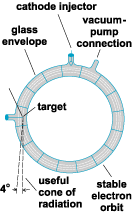 cathode injector
glass
envelope
vacuum-
pump
connection
target
4°
useful
cone of
radiation
stable
electron
orbit